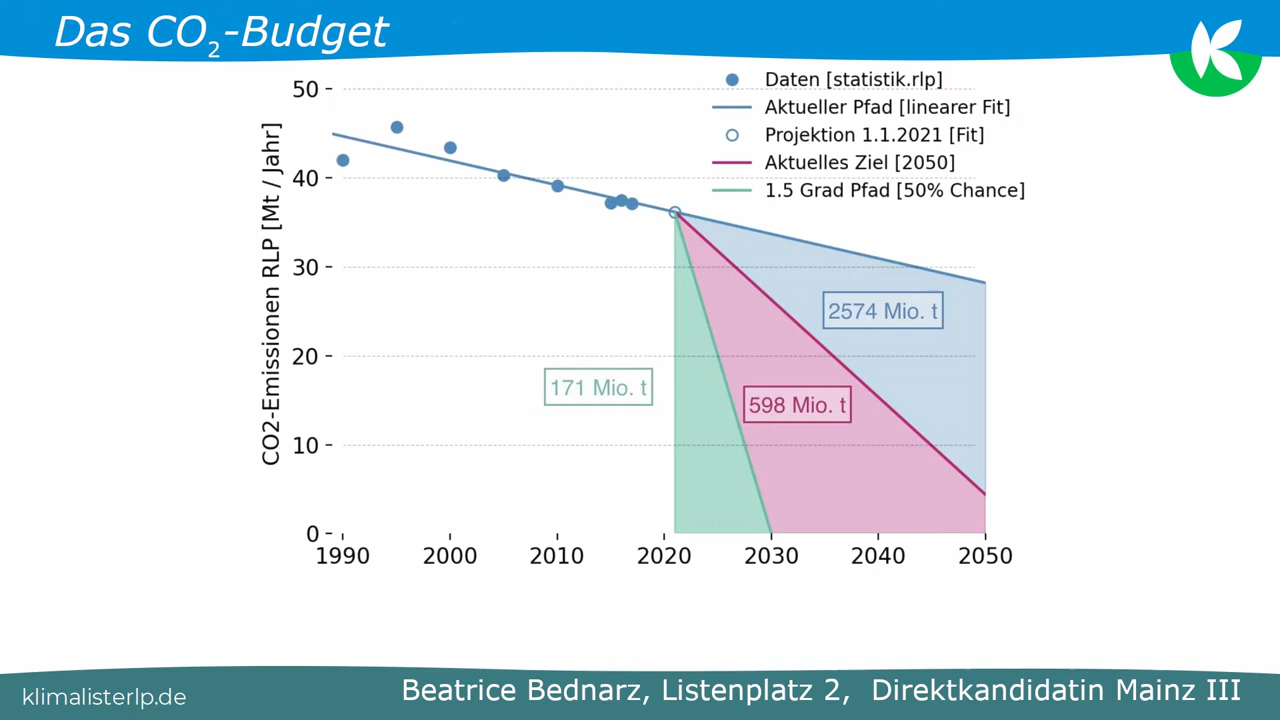 Das CO₂-Budget
Daten [statistik.rlp]
Aktueller Pfad [linearer Fit]
Projektion 1.1.2021 [Fit]
Aktuelles Ziel [2050]
1.5 Grad Pfad [50% Chance]
CO2-Emissionen RLP [Mt / Jahr]
50
40
30
20
10
0
2574 Mio. t
171 Mio. t
598 Mio. t
1990 2000 2010 2020 2030 2040 2050
klimalisterlp.de
Beatrice Bednarz, Listenplatz 2, Direktkandidatin Mainz III